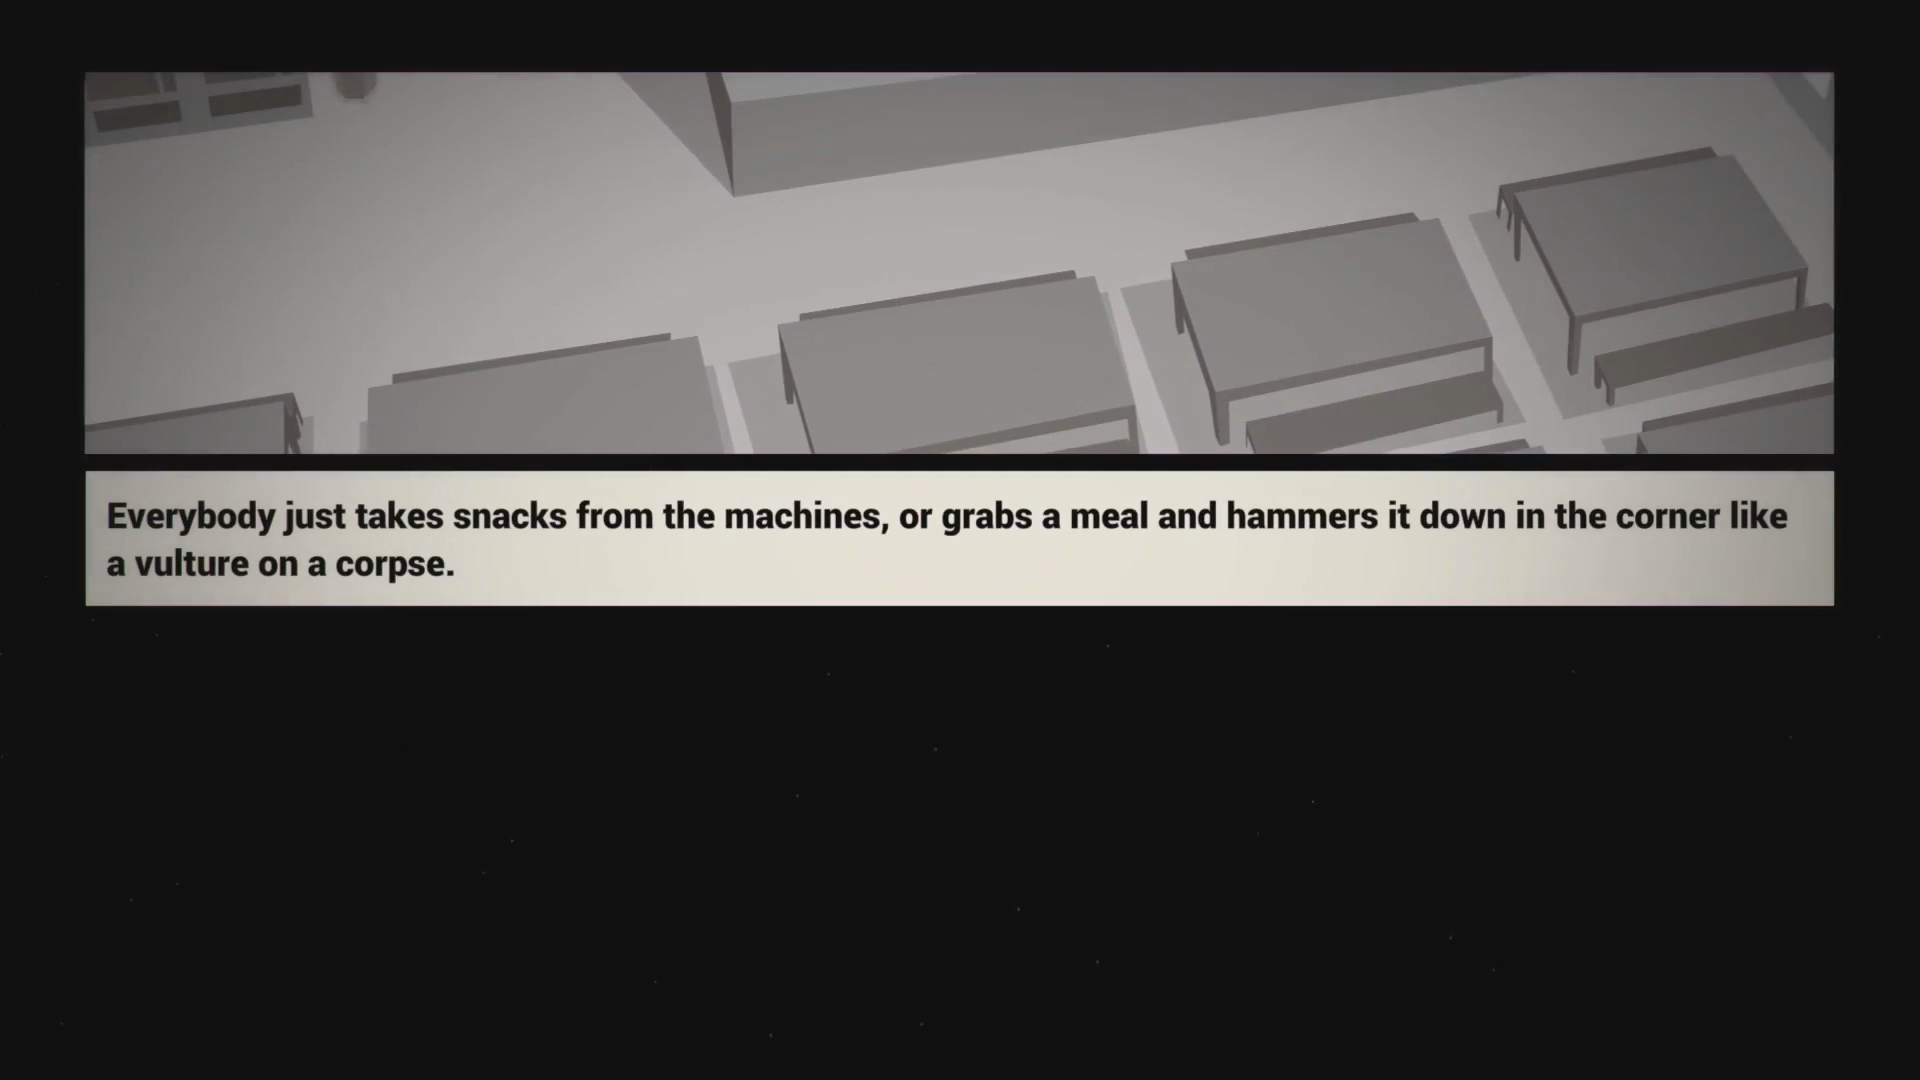 Everybody just takes snacks from the machines, or grabs a meal and hammers it down in the corner like
a vulture on a corpse.